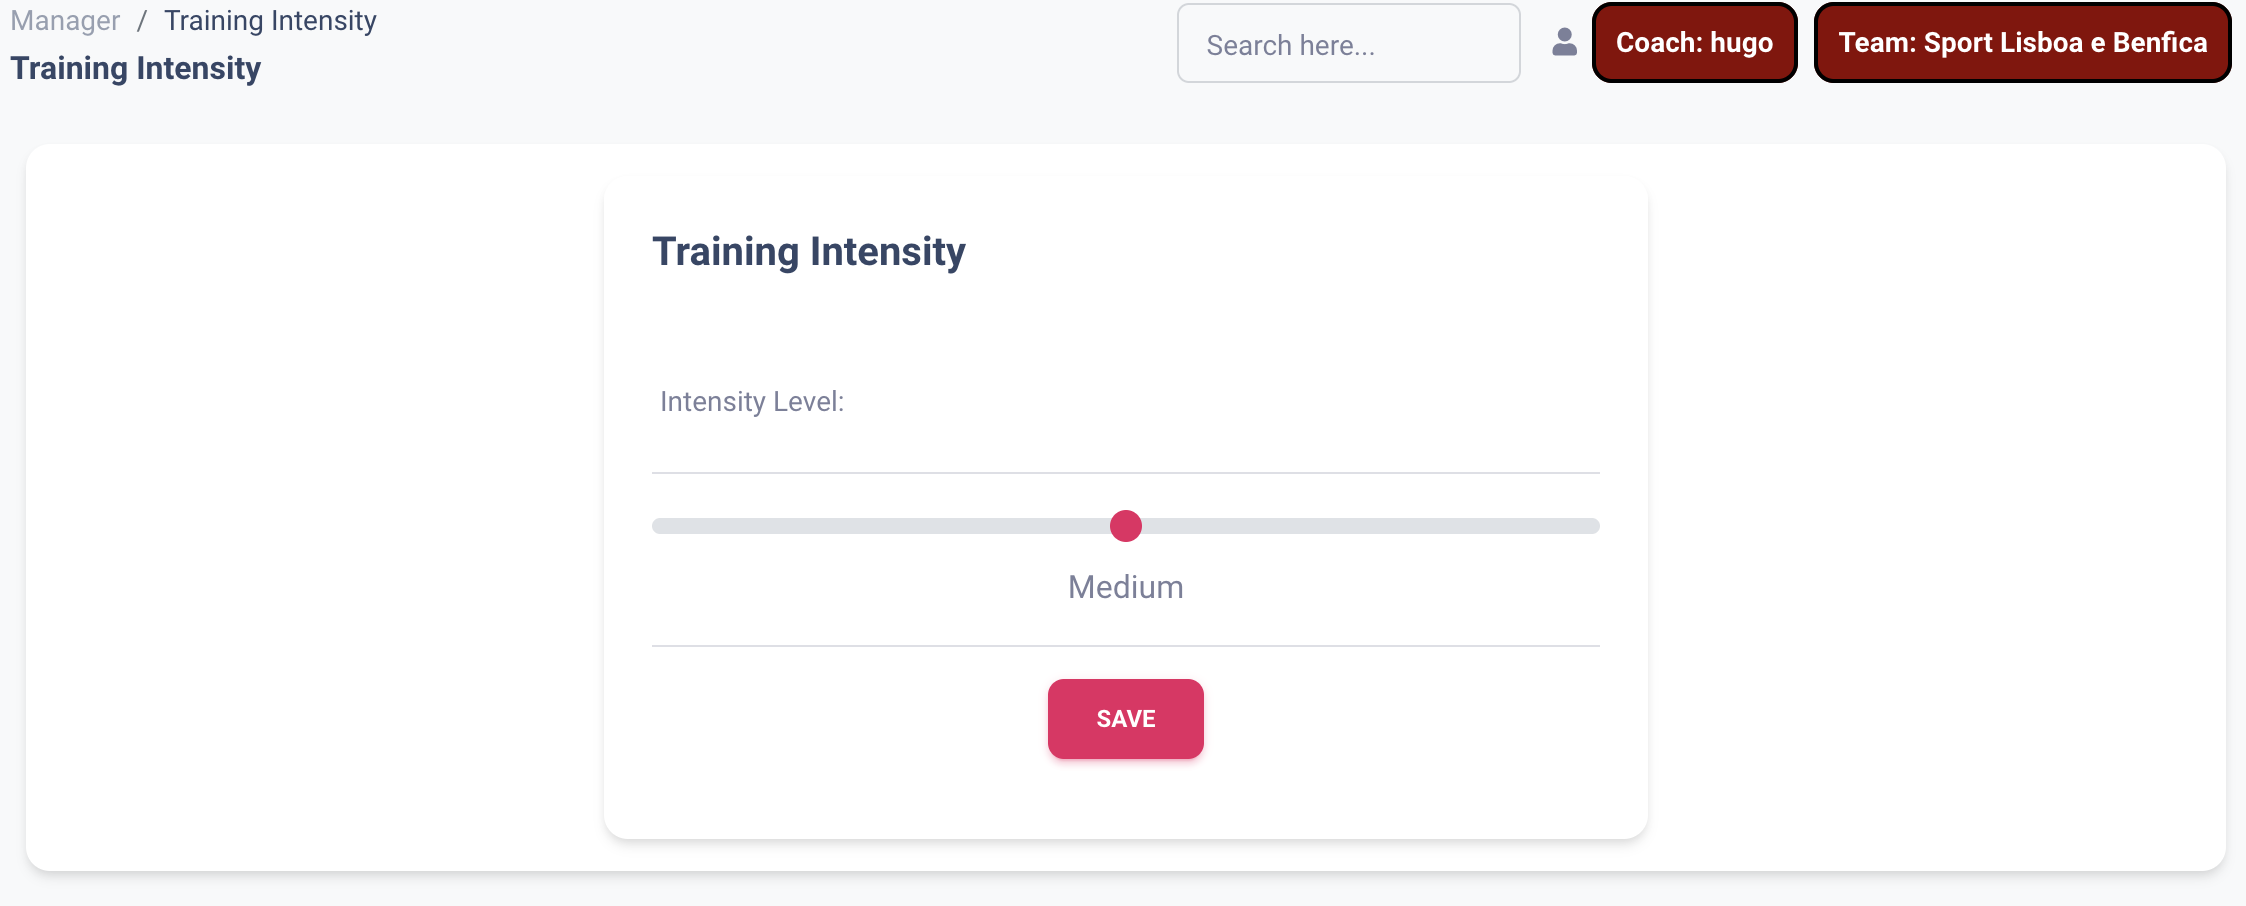 Manager / Training Intensity
Training Intensity
Search here...
Coach: hugo
Team: Sport Lisboa e Benfica
Training Intensity
Intensity Level:
Medium
SAVE